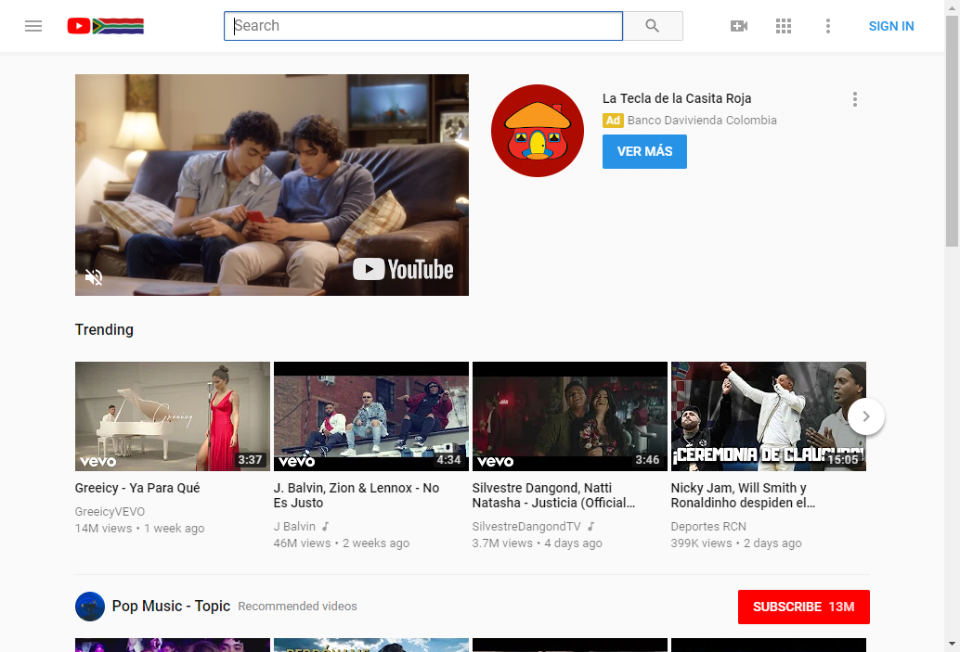 Search
SIGN IN
YouTube
La Tecla de la Casita Roja
Ad Banco Davivienda Colombia
VER MÁS
Trending
Greeicy
vevo
3:37
vevo
4:34
vevo
3:46
¡CEREMONIA DE
15:05
Greeicy - Ya Para Qué
GreeicyVEVO
14M views • 1 week ago
J. Balvin, Zion & Lennox - No
Es Justo
J Balvin
46M views • 2 weeks ago
Silvestre Dangond, Natti
Natasha - Justicia (Official...
SilvestreDangondTV
3.7M views • 4 days ago
Nicky Jam, Will Smith y
Ronaldinho despiden el...
Deportes RCN
399K views • 2 days ago
Pop Music - Topic Recommended videos
SUBSCRIBE 13M